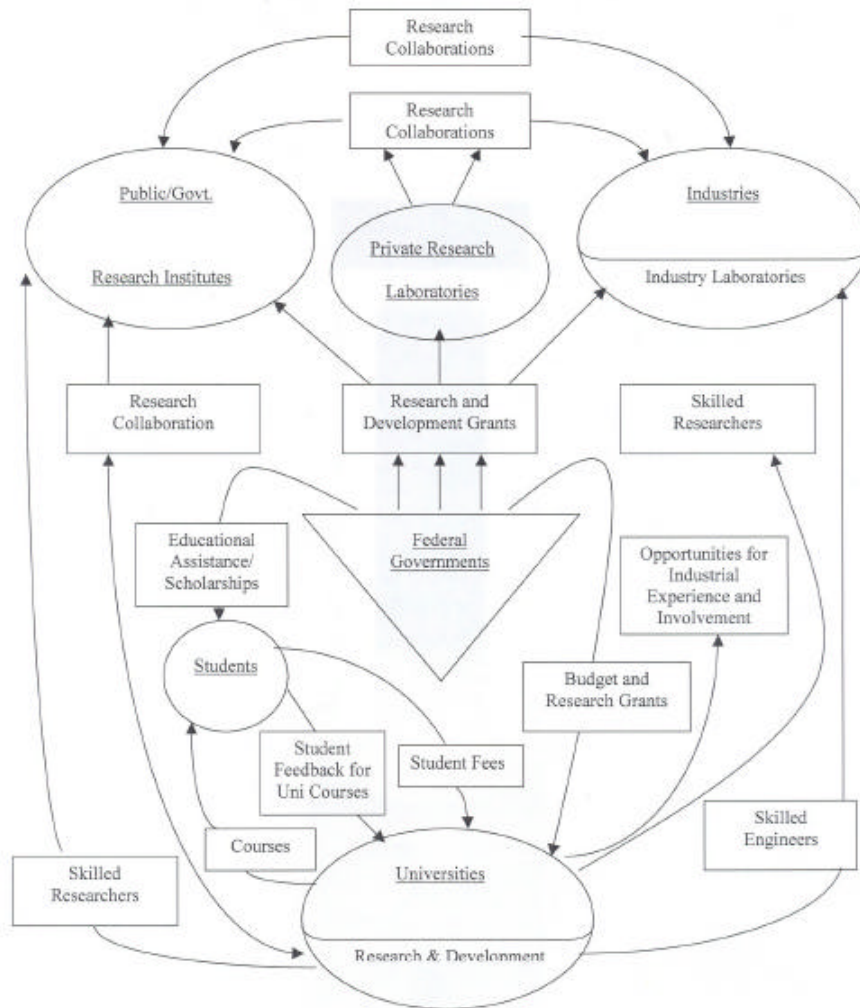 Research
Collaborations
Research
Collaborations
Public/Govt.
Research Institutes
Private Research
Laboratories
Industries
Industry Laboratories
Research
Collaboration
Research and
Development Grants
Skilled
Researchers
Educational
Assistance/
Scholarships
Federal
Governments
Opportunities for
Industrial
Experience and
Involvement
Students
Budget and
Research Grants
Student
Feedback for
Uni Courses
Student Fees
Courses
Skilled
Engineers
Skilled
Researchers
Universities
Research & Development